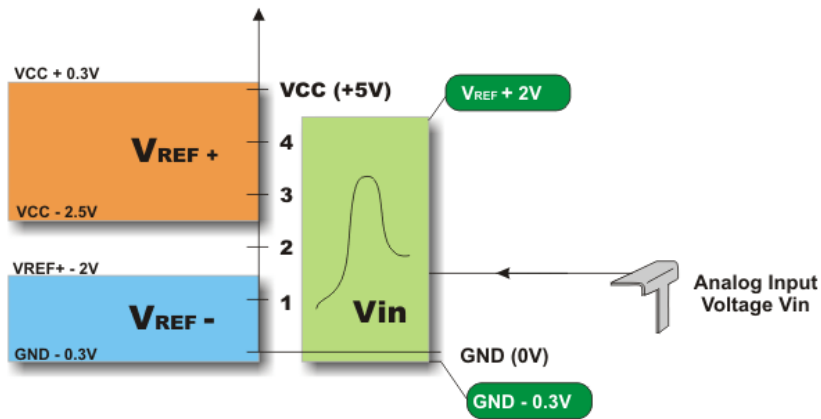 VCC + 0.3V
VREF +
VCC - 2.5V
VREF+ - 2V
VREF -
GND - 0.3V
VCC (+5V)
4
3
2
1
Vin
VREF + 2V
Analog Input
Voltage Vin
GND (0V)
GND - 0.3V